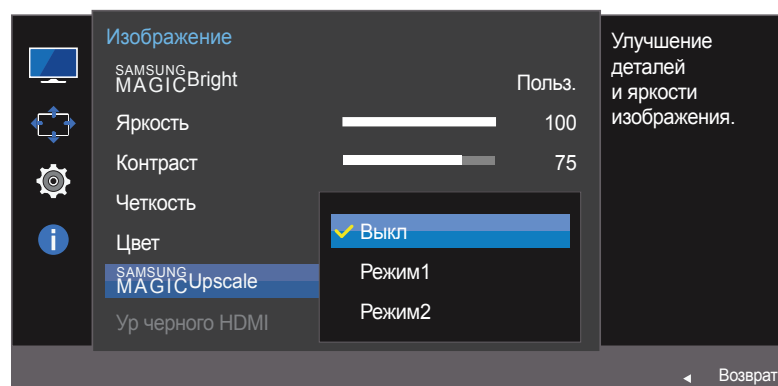 Изображение
SAMSUNG
MAGICBright Польз.
Яркость 100
Контраст 75
Четкость
Цвет
SAMSUNG
MAGICUpscale
Ур черного HDMI
Выкл
Режим1
Режим2
Улучшение
деталей
и яркости
изображения.
Возврат